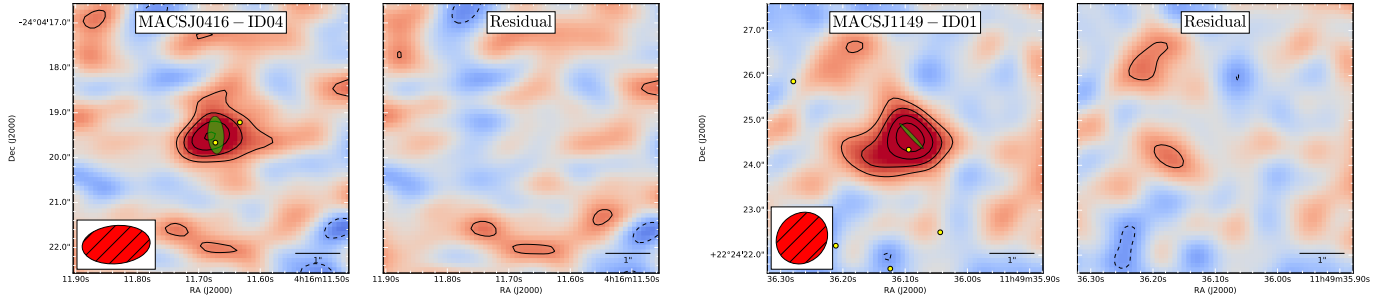 MACSJ0416 − ID04
Residual
MACSJ1149 − ID01
Residual
−24°04'17.0"
18.0"
19.0"
20.0"
21.0"
22.0"
Dec (J2000)
1"
11.90s 11.80s 11.70s 11.60s 4h16m11.50s
RA (J2000)
1"
11.90s 11.80s 11.70s 11.60s 4h16m11.50s
RA (J2000)
27.0"
26.0"
25.0"
24.0"
23.0"
+22°24'22.0"
Dec (J2000)
1"
36.30s 36.20s 36.10s 36.00s 11h49m35.90s
RA (J2000)
1"
36.30s 36.20s 36.10s 36.00s 11h49m35.90s
RA (J2000)